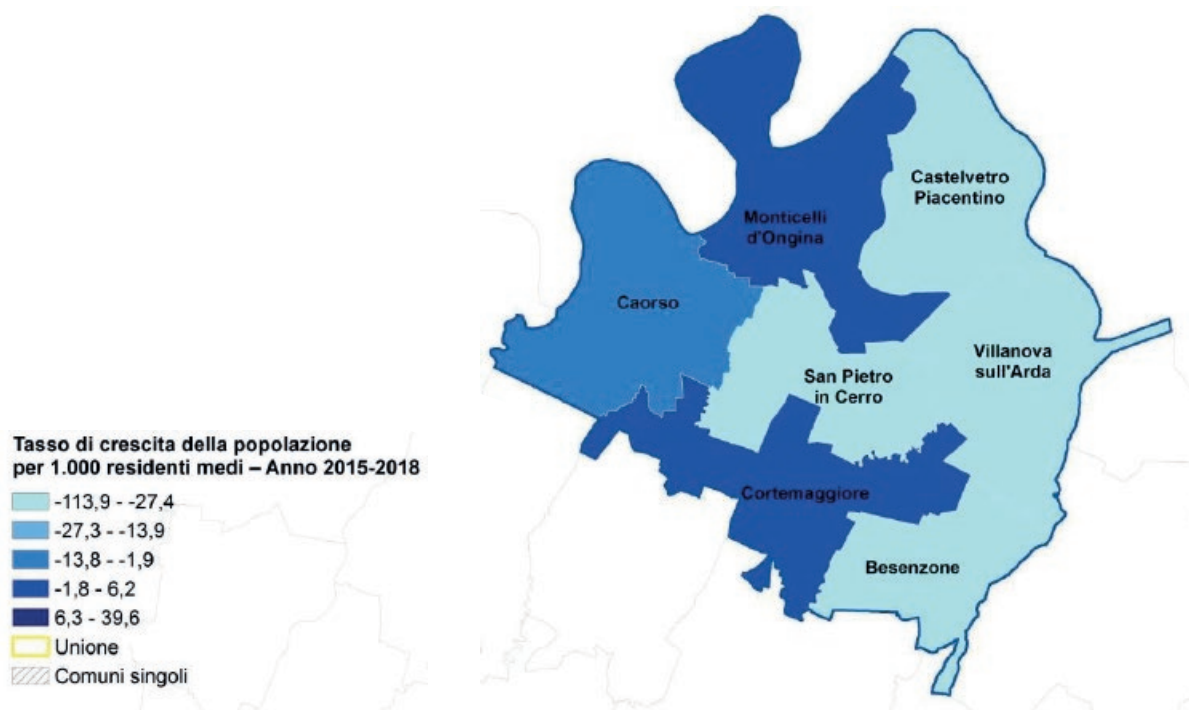 Castelvetro
Piacentino
Monticelli
d'Ongina
Caorso
Villanova
sull'Arda
San Pietro
in Cerro
Cortemaggiore
Besenzone
Tasso di crescita della popolazione
per 1.000 residenti medi – Anno 2015-2018
-113,9 - -27,4
-27,3 - -13,9
-13,8 - -1,9
-1,8 - 6,2
6,3 - 39,6
Unione
Comuni singoli